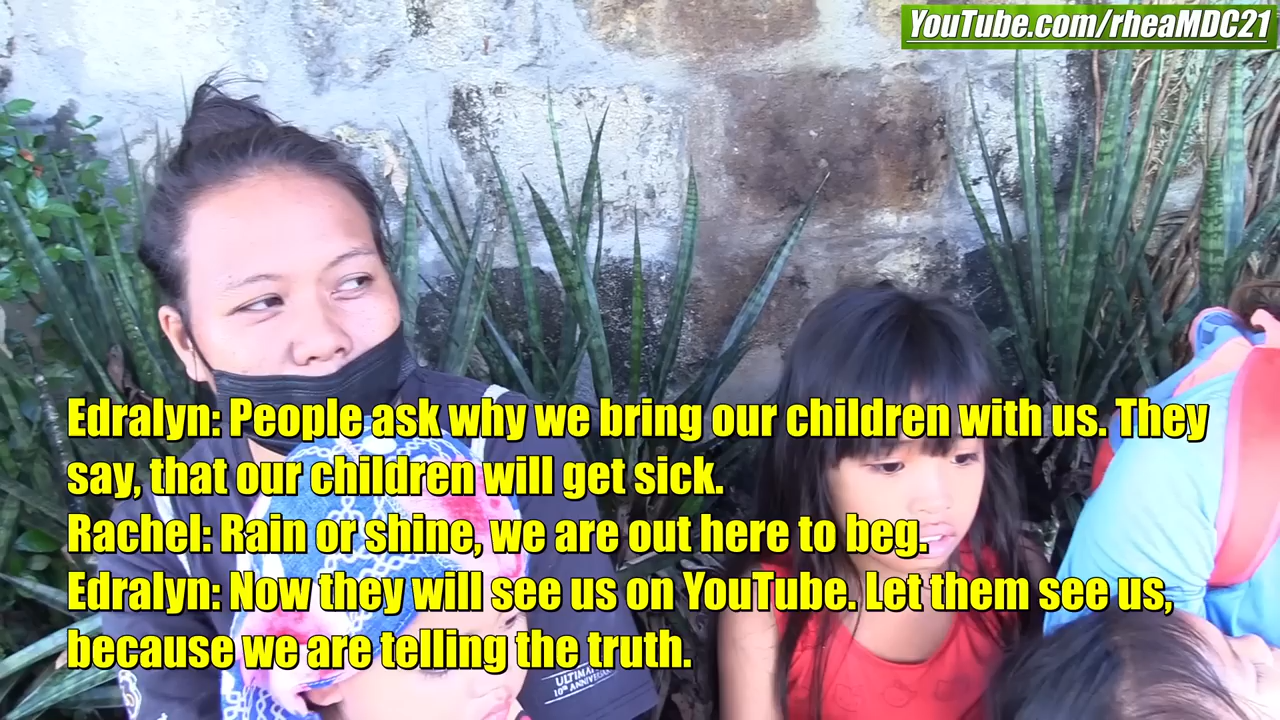 YouTube.com/rheaMDC21
Edralyn: People ask why we bring our children with us. They
say, that our children will get sick.
Rachel: Rain or shine, we are out here to beg.
Edralyn: Now they will see us on YouTube. Let them see us,
because we are telling the truth.
10TH ANNIVERSARY